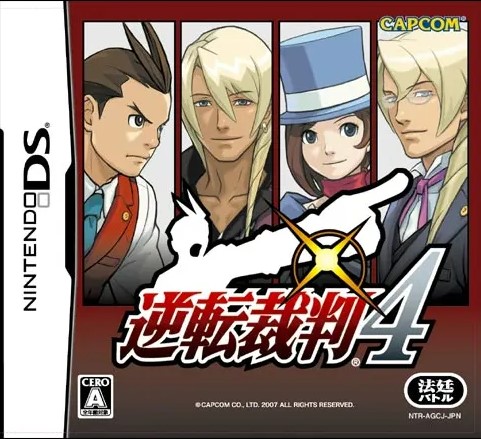 CAPCOM
NINTENDO DS
逆転裁判4
®
CERO
A
全年齢対象
©CAPCOM CO., LTD. 2007 ALL RIGHTS RESERVED.
法廷
バトル
NTR-AGCJ-JPN